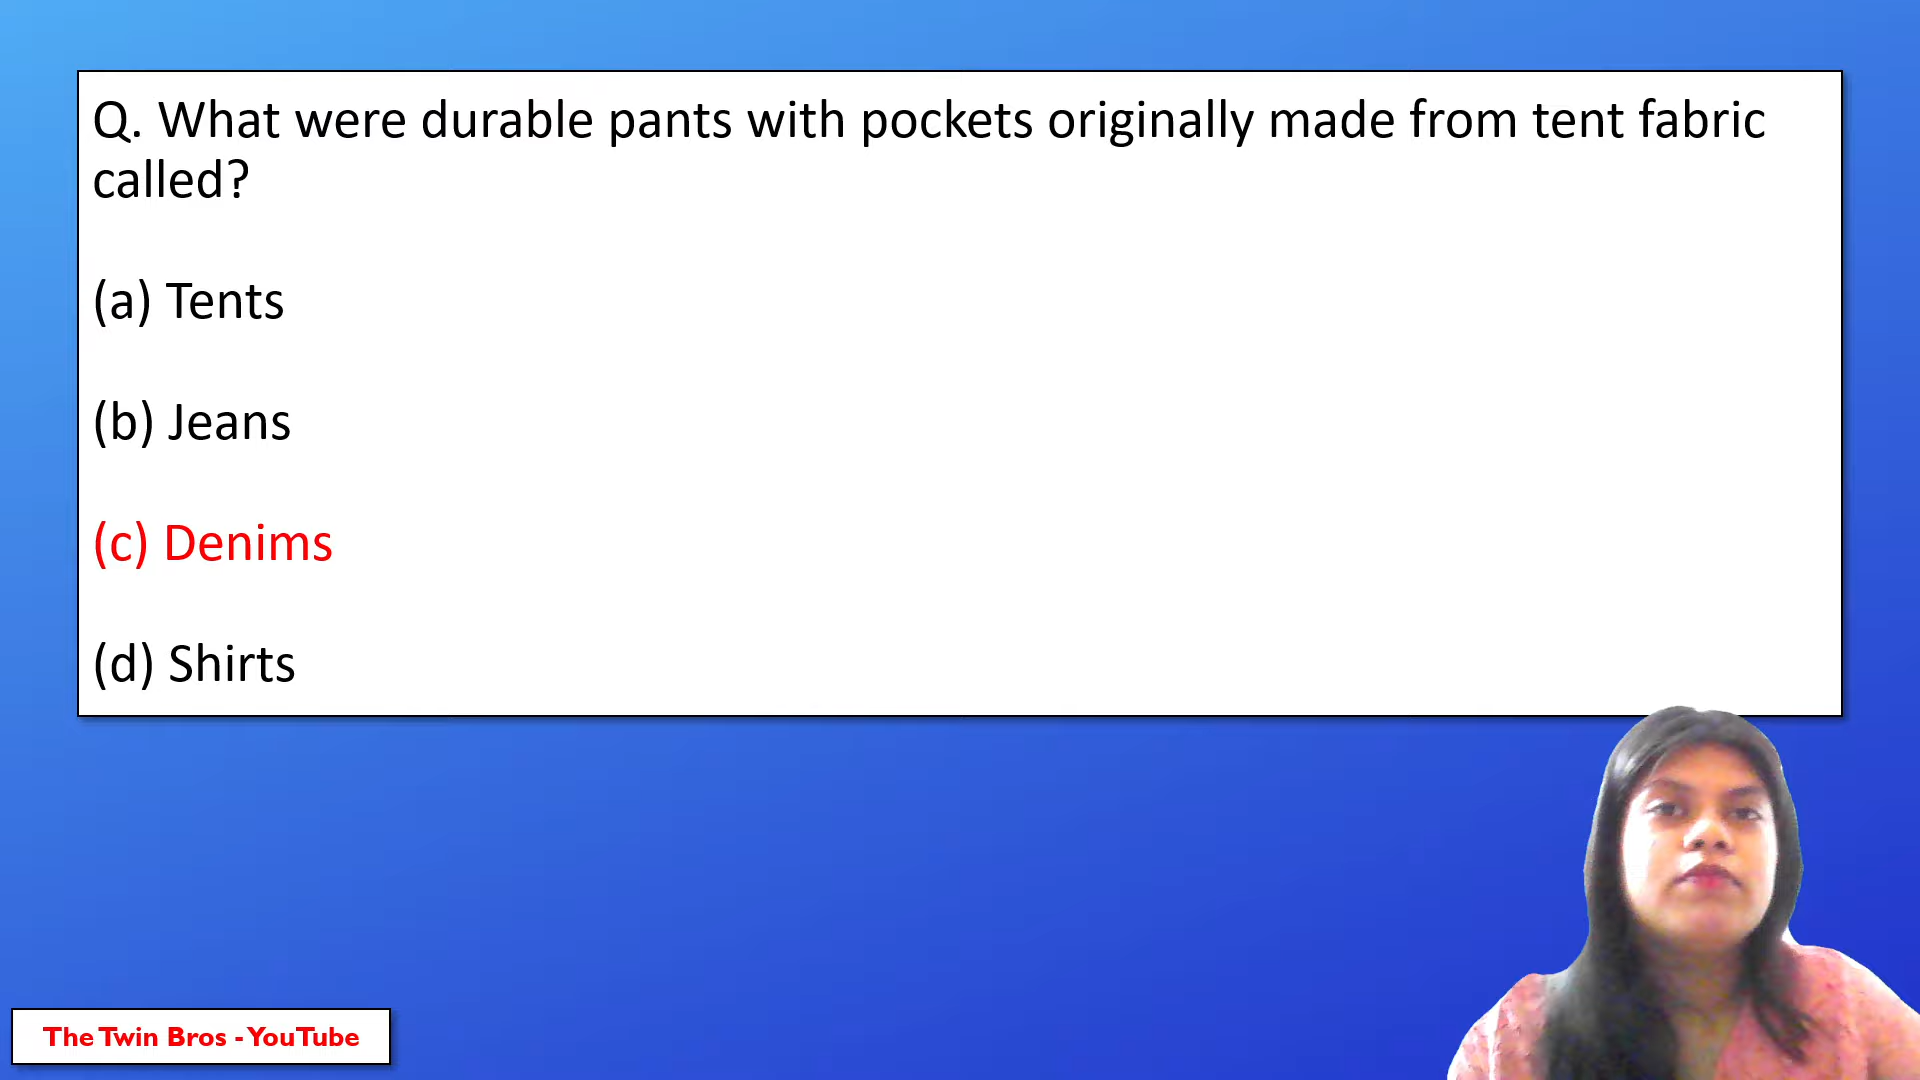 Q. What were durable pants with pockets originally made from tent fabric
called?
(a) Tents
(b) Jeans
(c) Denims
(d) Shirts
The Twin Bros - YouTube